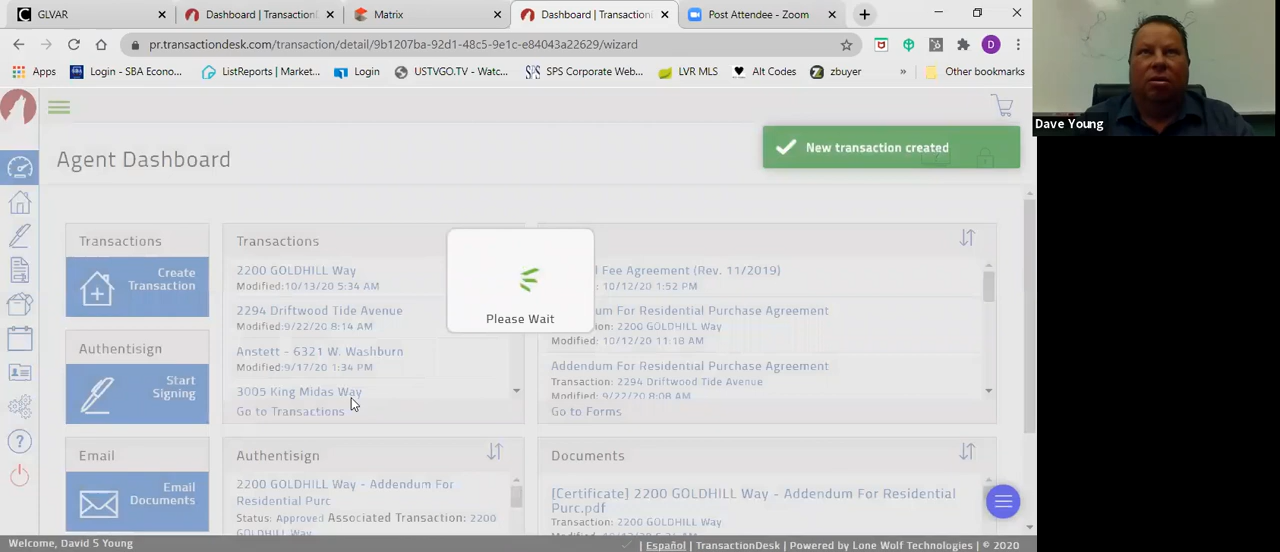 GLVAR
Dashboard | Transaction
Matrix
Dashboard | Transaction
Post Attendee - Zoom
pr.transactiondesk.com/transaction/detail/9b1207ba-92d1-48c5-9e1c-e84043a22629/wizard
Apps
Login - SBA Econo...
ListReports | Market...
Login
USTVGO.TV - Watc...
SPS Corporate Web...
LVR MLS
Alt Codes
zbuyer
»
Other bookmarks
Dave Young
New transaction created
Agent Dashboard
Transactions
Create
Transaction
Authentisign
Start
Signing
Email
Email
Documents
Transactions
2200 GOLDHILL Way
Modified:10/13/20 5:34 AM
2294 Driftwood Tide Avenue
Modified:9/22/20 8:14 AM
Anstett - 6321 W. Washburn
Modified:9/17/20 1:34 PM
3005 King Midas Way
Go to Transactions
Please Wait
Fee Agreement (Rev. 11/2019)
10/12/20 1:52 PM
dum For Residential Purchase Agreement
tion: 2200 GOLDHILL Way
Modified: 10/12/20 11:18 AM
Addendum For Residential Purchase Agreement
Transaction: 2294 Driftwood Tide Avenue
Modified: 9/22/20 8:08 AM
Go to Forms
Authentisign
2200 GOLDHILL Way - Addendum For
Residential Purc
Status: Approved Associated Transaction: 2200
GOLDHILL Way
Documents
[Certificate] 2200 GOLDHILL Way - Addendum For Residential
Purc.pdf
Transaction: 2200 GOLDHILL Way
Welcome, David S Young
| Español | TransactionDesk | Powered by Lone Wolf Technologies | © 2020